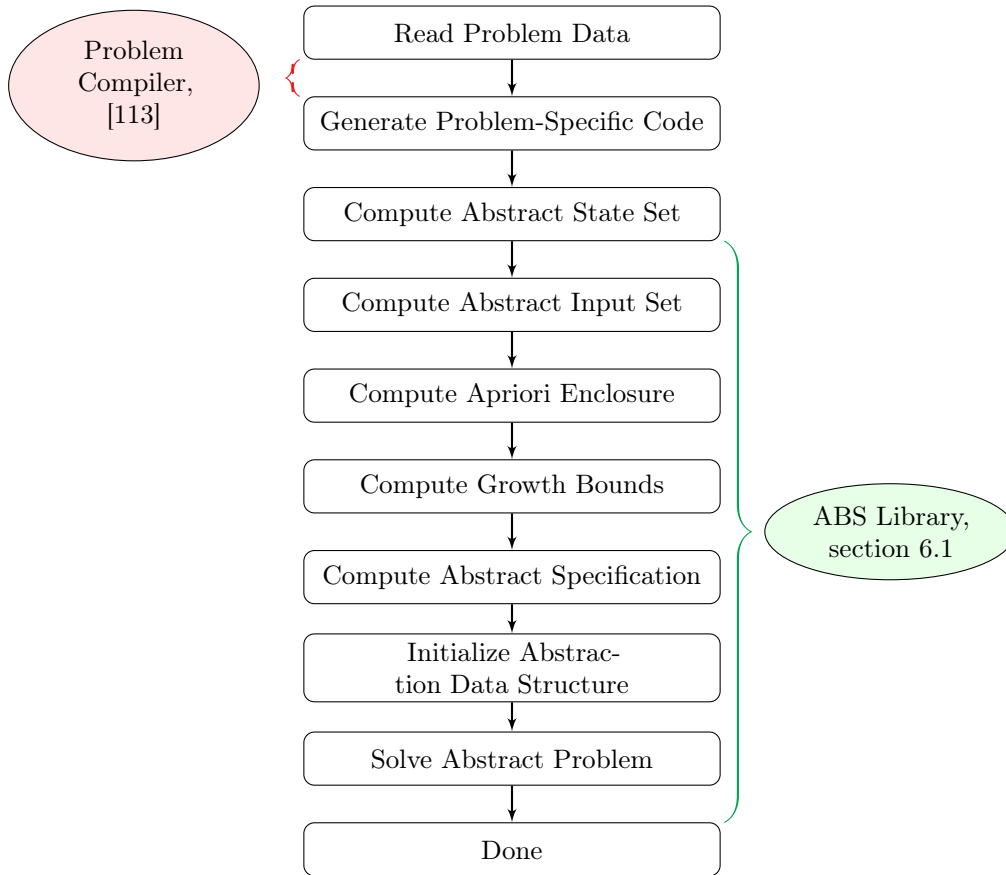 Read Problem Data
Problem
Compiler,
[113]
Generate Problem-Specific Code
Compute Abstract State Set
Compute Abstract Input Set
Compute Apriori Enclosure
Compute Growth Bounds
ABS Library,
section 6.1
Compute Abstract Specification
Initialize Abstrac-
tion Data Structure
Solve Abstract Problem
Done